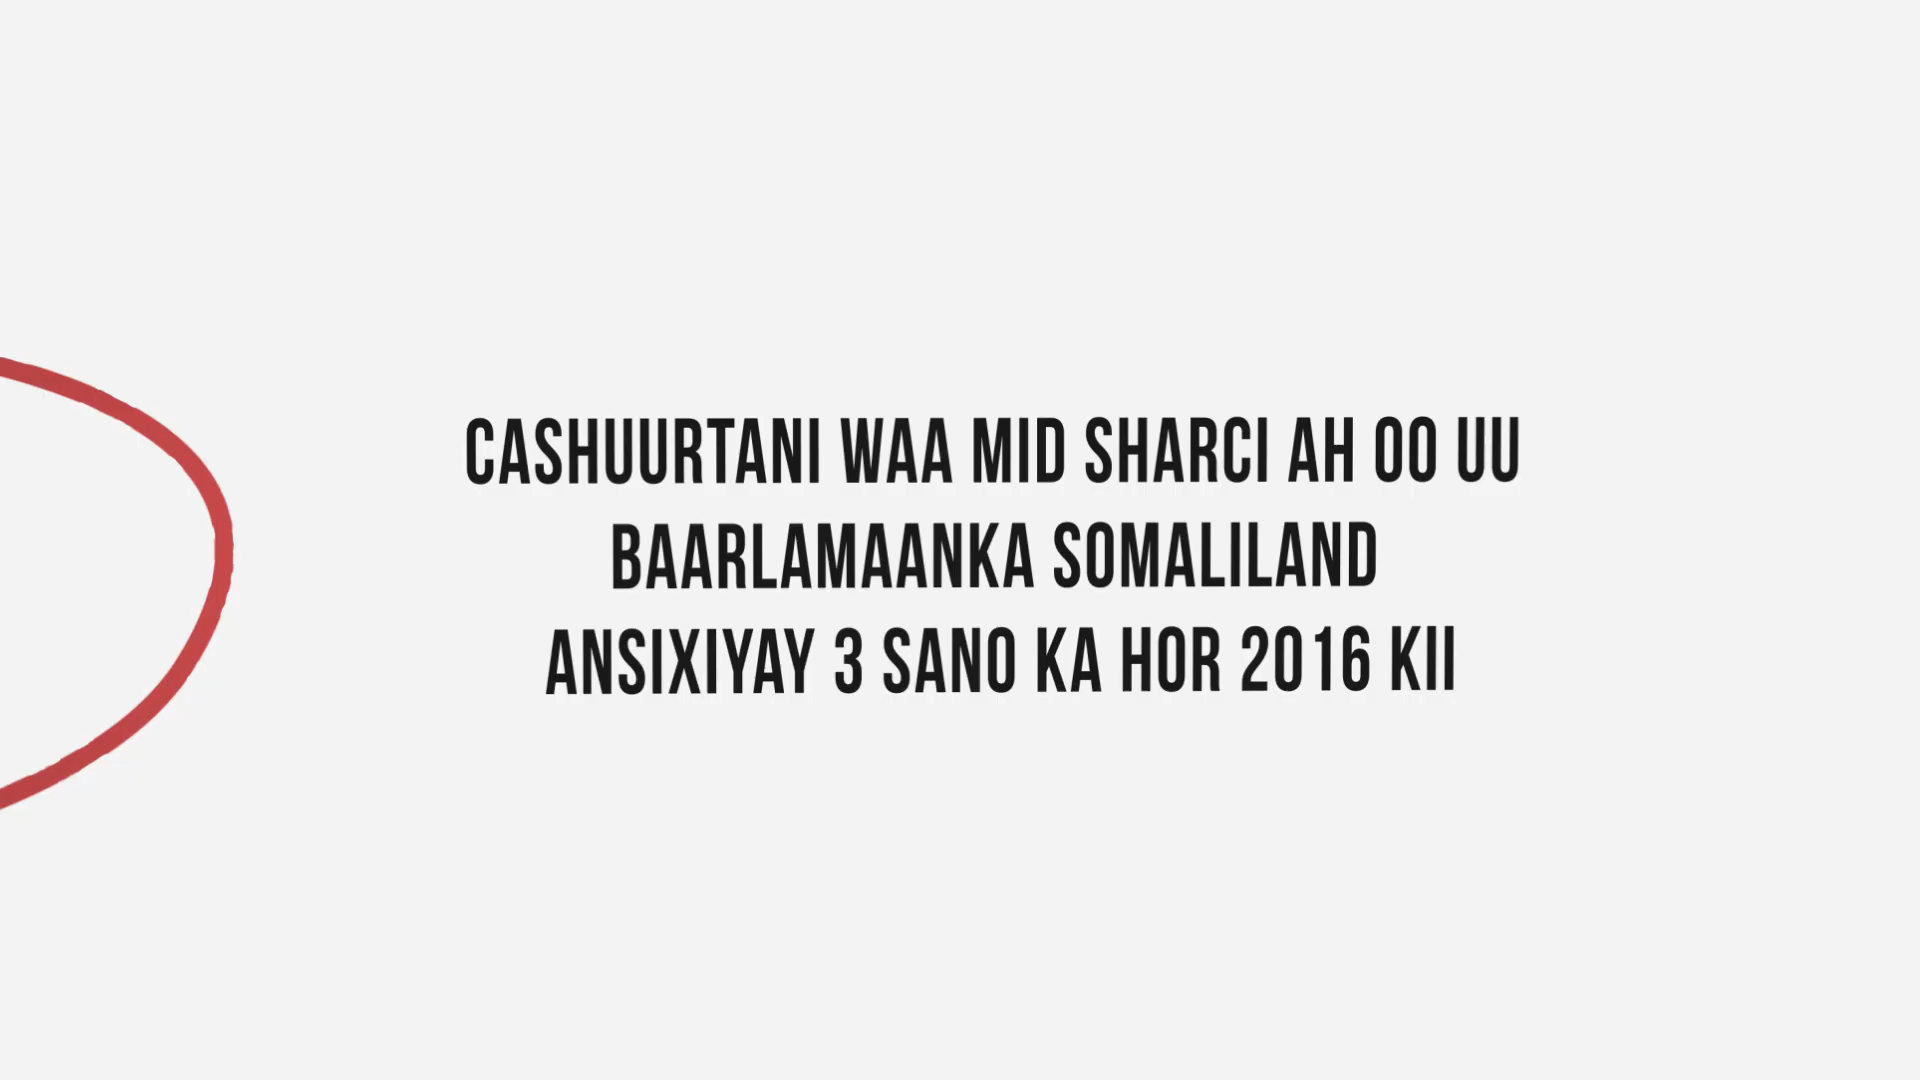 CASHUURTANI WAA MID SHARCI AH OO UU
BAARLAMAANKA SOMALILAND
ANSIXIYAY 3 SANO KA HOR 2016 KII